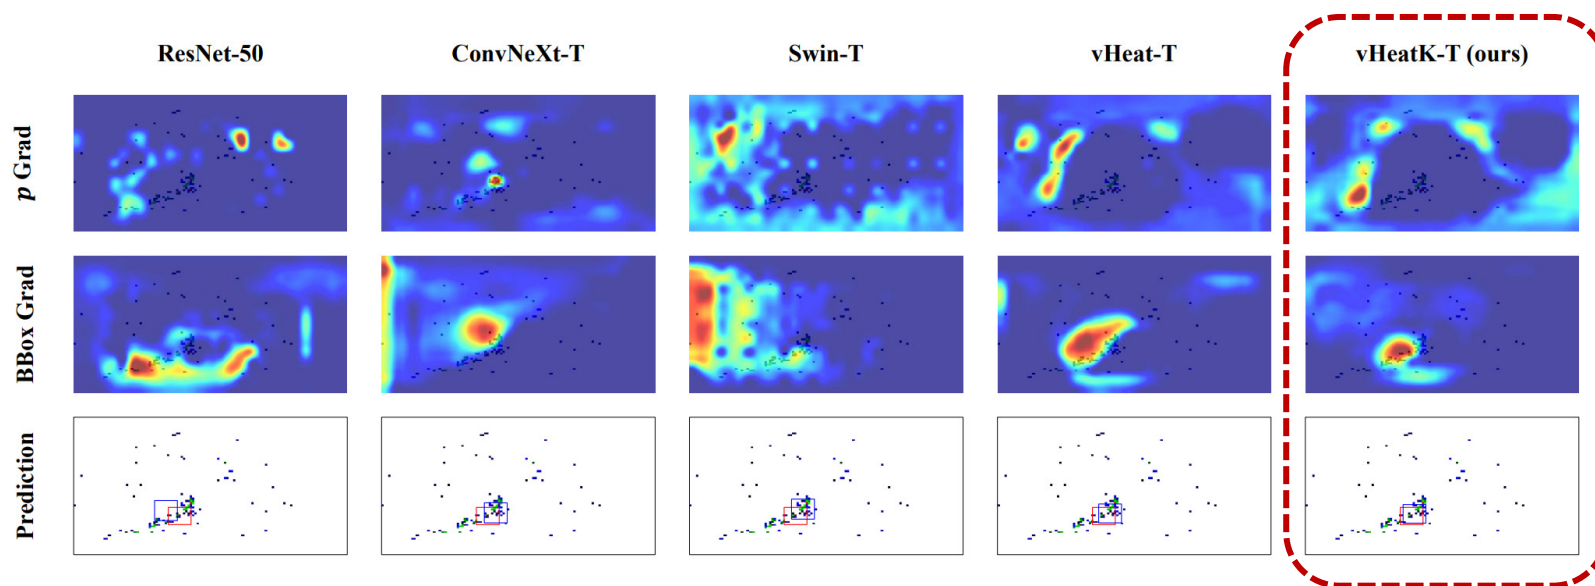 ResNet-50 ConvNeXt-T Swin-T vHeat-T vHeatK-T (ours)
p Grad
BBox Grad
Prediction